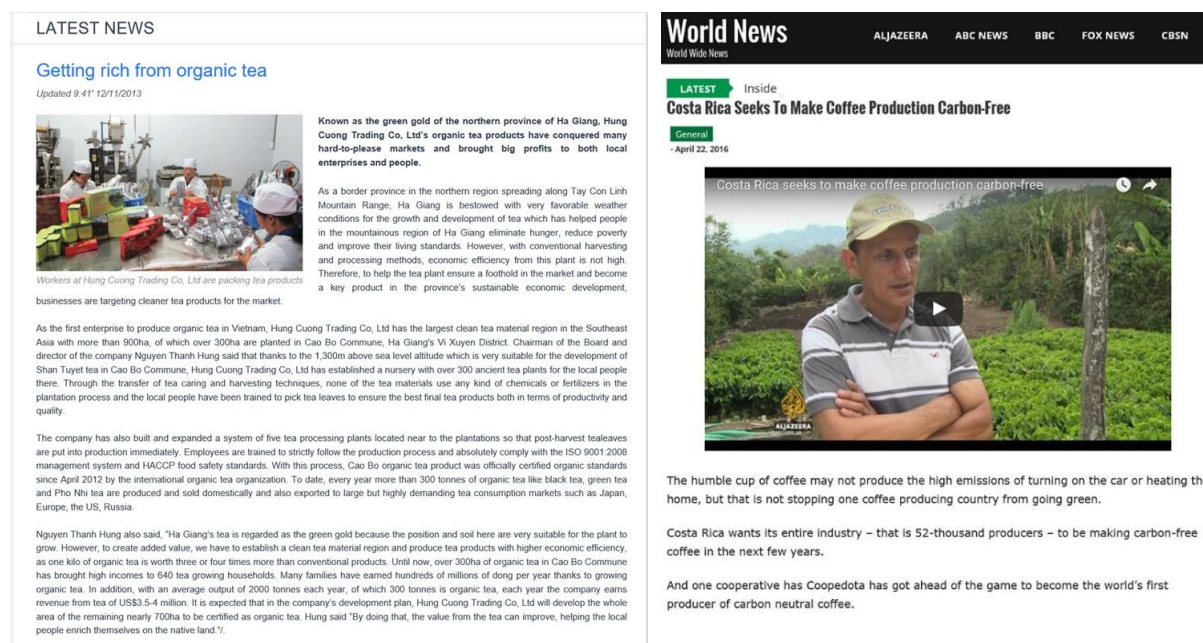 LATEST NEWS
Getting rich from organic tea
Updated 9:41' 12/11/2013
Known as the green gold of the northern province of Ha Giang, Hung
Cuong Trading Co, Ltd's organic tea products have conquered many
hard-to-please markets and brought big profits to both local
enterprises and people.
As a border province in the northern region spreading along Tay Con Linh
Mountain Range, Ha Giang is bestowed with very favorable weather
conditions for the growth and development of tea which has helped people
in the mountainous region of Ha Giang eliminate hunger, reduce poverty
and improve their living standards. However, with conventional harvesting
and processing methods, economic efficiency from this plant is not high.
Therefore, to help the tea plant ensure a foothold in the market and become
a key product in the province's sustainable economic development,
Workers at Hung Cuong Trading Co, Ltd are packing tea products
businesses are targeting cleaner tea products for the market.
As the first enterprise to produce organic tea in Vietnam, Hung Cuong Trading Co, Ltd has the largest clean tea material region in the Southeast
Asia with more than 900ha, of which over 300ha are planted in Cao Bo Commune, Ha Giang's Vi Xuyen District. Chairman of the Board and
director of the company Nguyen Thanh Hung said that thanks to the 1,300m above sea level altitude which is very suitable for the development of
Shan Tuyet tea in Cao Bo Commune, Hung Cuong Trading Co, Ltd has established a nursery with over 300 ancient tea plants for the local people
there. Through the transfer of tea caring and harvesting techniques, none of the tea materials use any kind of chemicals or fertilizers in the
plantation process and the local people have been trained to pick tea leaves to ensure the best final tea products both in terms of productivity and
quality.
The company has also built and expanded a system of five tea processing plants located near to the plantations so that post-harvest tealeaves
are put into production immediately. Employees are trained to strictly follow the production process and absolutely comply with the ISO 9001:2008
management system and HACCP food safety standards. With this process, Cao Bo organic tea product was officially certified organic standards
since April 2012 by the international organic tea organization. To date, every year more than 300 tonnes of organic tea like black tea, green tea
and Pho Nhi tea are produced and sold domestically and also exported to large but highly demanding tea consumption markets such as Japan,
Europe, the US, Russia.
Nguyen Thanh Hung also said, "Ha Giang's tea is regarded as the green gold because the position and soil here are very suitable for the plant to
grow. However, to create added value, we have to establish a clean tea material region and produce tea products with higher economic efficiency,
as one kilo of organic tea is worth three or four times more than conventional products. Until now, over 300ha of organic tea in Cao Bo Commune
has brought high incomes to 640 tea growing households. Many families have earned hundreds of millions of dong per year thanks to growing
organic tea. In addition, with an average output of 2000 tonnes each year, of which 300 tonnes is organic tea, each year the company earns
revenue from tea of US$3.5-4 million. It is expected that in the company's development plan, Hung Cuong Trading Co, Ltd will develop the whole
area of the remaining nearly 700ha to be certified as organic tea. Hung said "By doing that, the value from the tea can improve, helping the local
people enrich themselves on the native land."/.
World News
World Wide News
ALJAZEERA ABC NEWS BBC FOX NEWS CBSN
LATEST Inside
Costa Rica Seeks To Make Coffee Production Carbon-Free
General
- April 22, 2016
Costa Rica seeks to make coffee production carbon-free
ALJAZEERA
The humble cup of coffee may not produce the high emissions of turning on the car or heating th
home, but that is not stopping one coffee producing country from going green.
Costa Rica wants its entire industry – that is 52-thousand producers – to be making carbon-free
coffee in the next few years.
And one cooperative has Coopedota has got ahead of the game to become the world's first
producer of carbon neutral coffee.